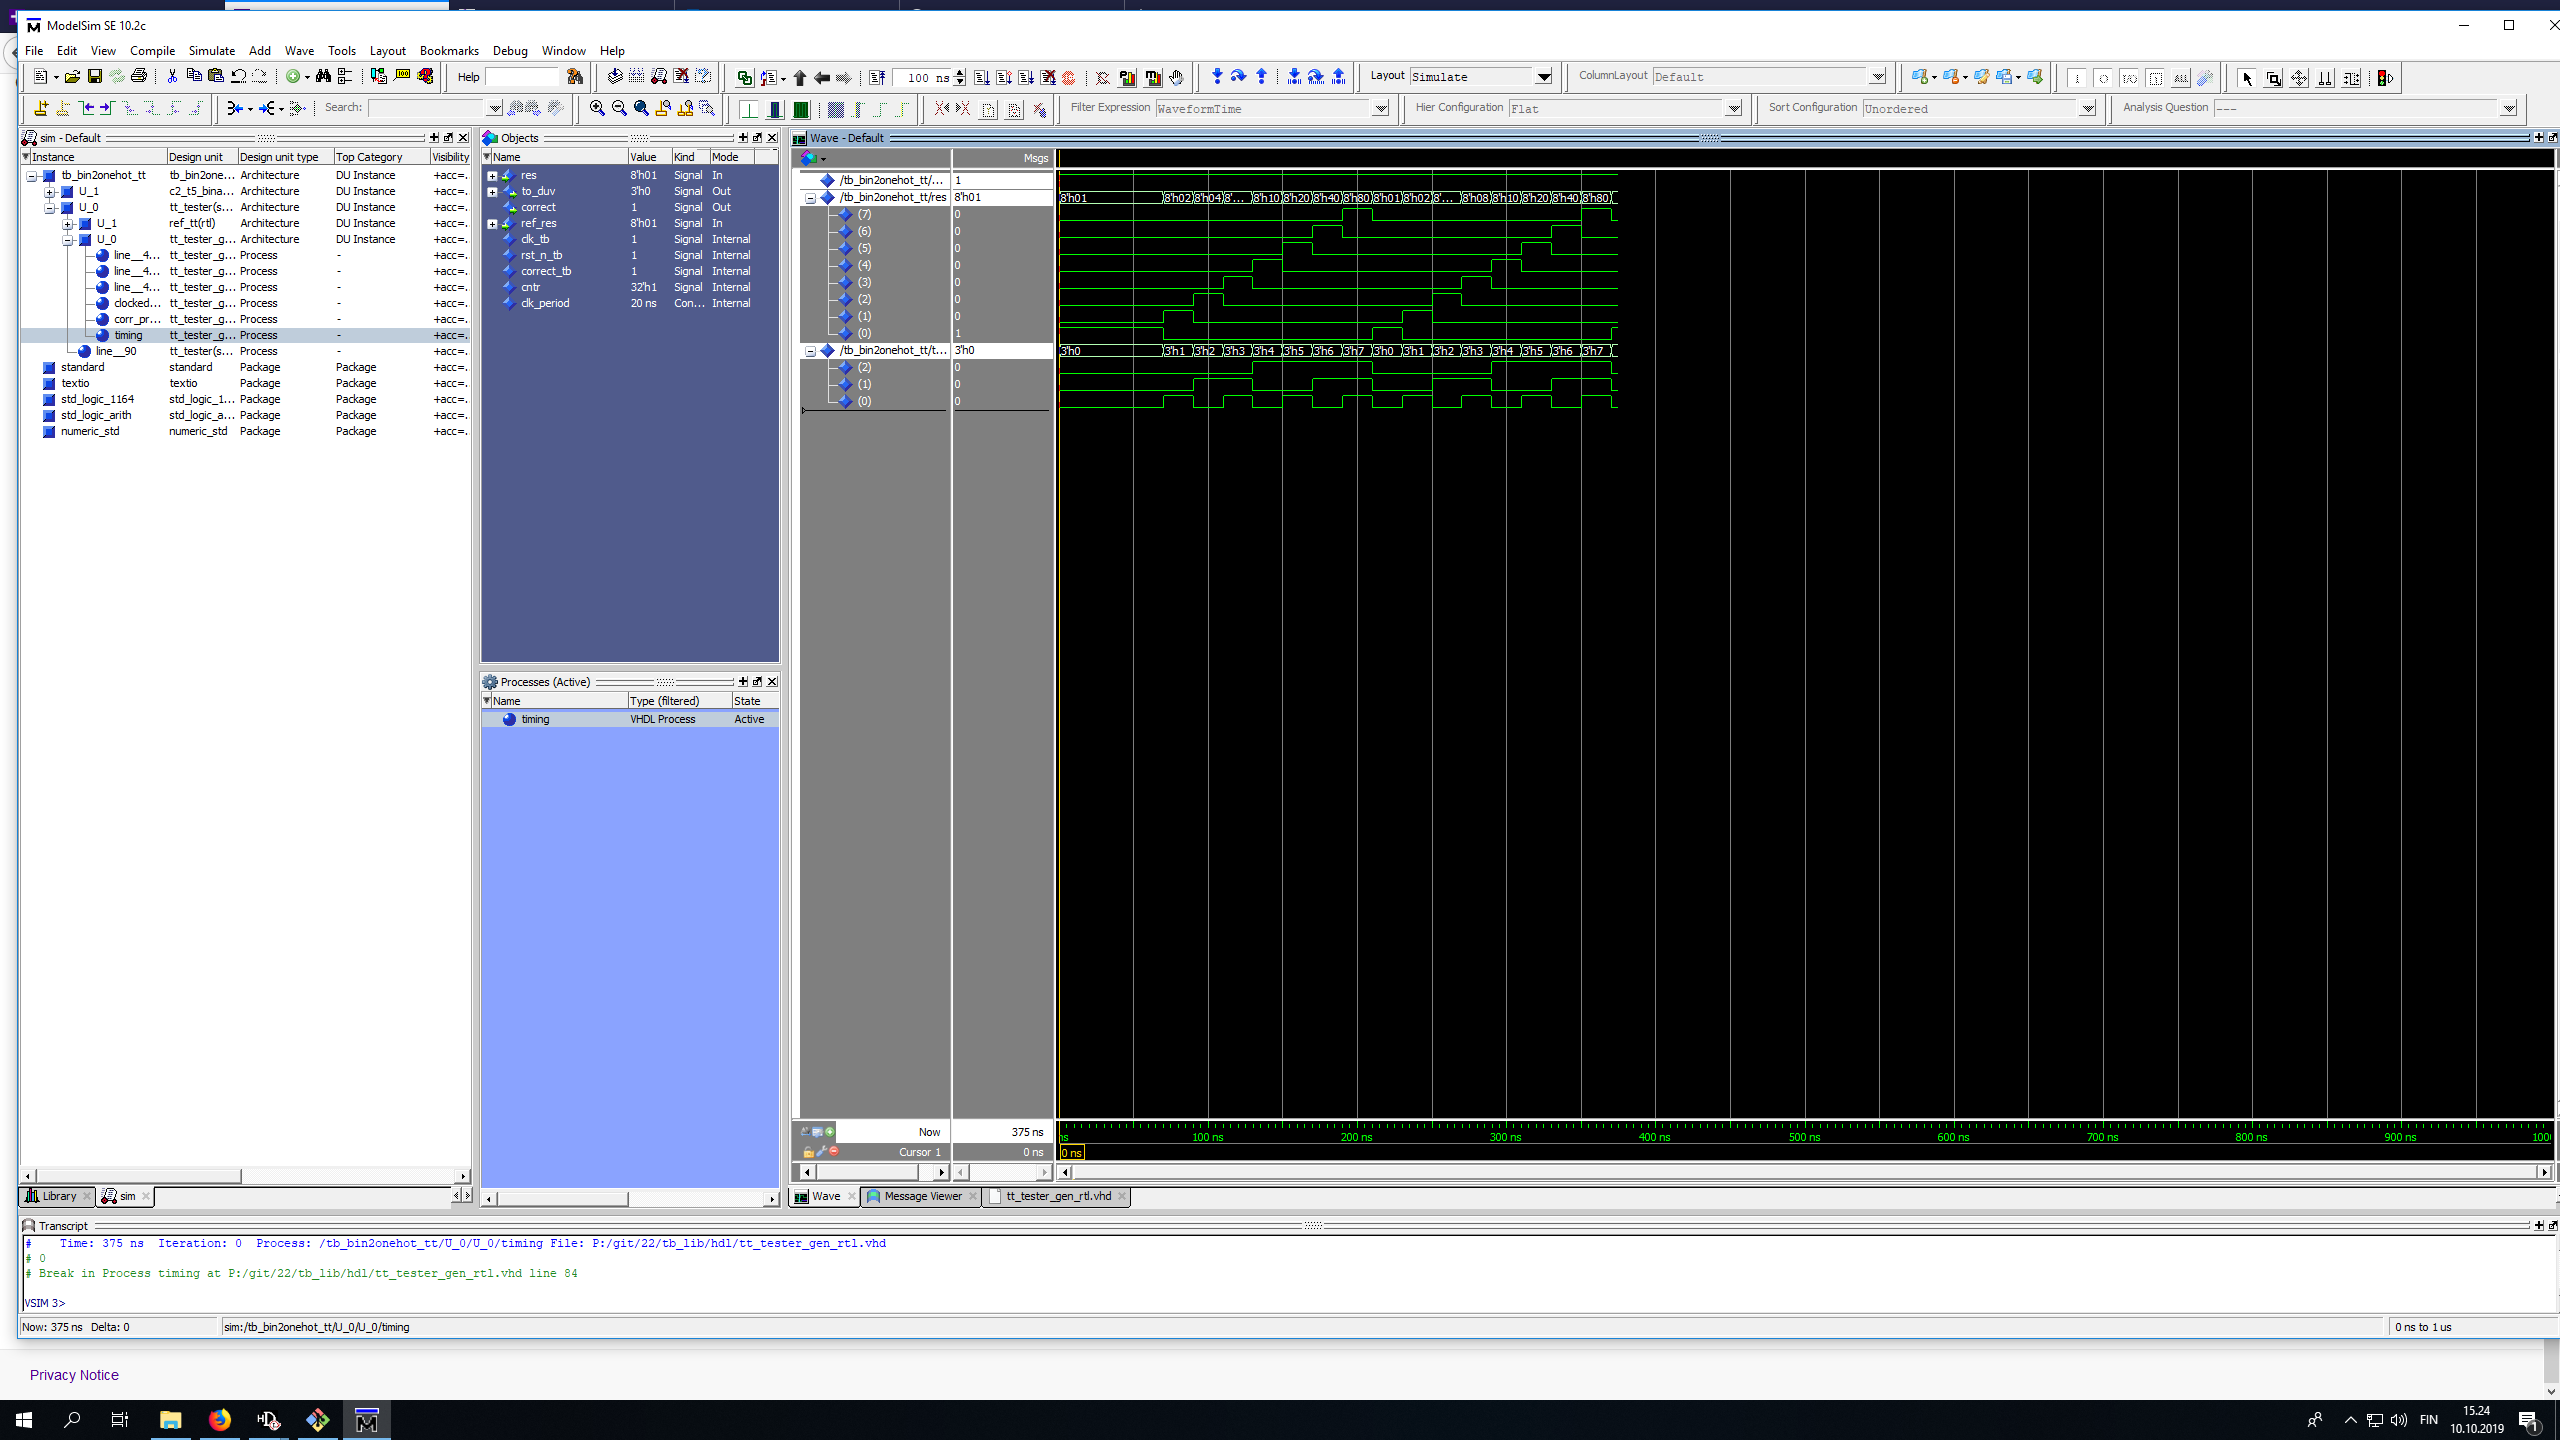 ModelSim SE 10.2c
File Edit View Compile Simulate Add Wave Tools Layout Bookmarks Debug Window Help
Help
100 ns
Layout Simulate
ColumnLayout Default
ALL
Search:
Filter Expression WaveformTime
Hier Configuration Flat
Sort Configuration Unordered
Analysis Question ---
sim - Default
Instance Design unit Design unit type Top Category Visibility
tb_bin2onehot_tt tb_bin2one... Architecture DU Instance +acc=.
U_1 c2_t5_bina... Architecture DU Instance +acc=.
U_0 tt_tester(s... Architecture DU Instance +acc=.
U_1 ref_tt(rtl) Architecture DU Instance +acc=.
U_0 tt_tester_g... Architecture DU Instance +acc=.
line__4... tt_tester_g... Process - +acc=.
line__4... tt_tester_g... Process - +acc=.
line__4... tt_tester_g... Process - +acc=.
clocked... tt_tester_g... Process - +acc=.
corr_pr... tt_tester_g... Process - +acc=.
timing tt_tester_g... Process - +acc=.
line__90 tt_tester(s... Process - +acc=.
standard standard Package Package +acc=.
textio textio Package Package +acc=.
std_logic_1164 std_logic_1... Package Package +acc=.
std_logic_arith std_logic_a... Package Package +acc=.
numeric_std numeric_std Package Package +acc=.
Library sim
Objects
Name Value Kind Mode
res 8'h01 Signal In
to_duv 3'h0 Signal Out
correct 1 Signal Out
ref_res 8'h01 Signal In
clk_tb 1 Signal Internal
rst_n_tb 1 Signal Internal
correct_tb 1 Signal Internal
cntr 32'h1 Signal Internal
clk_period 20 ns Con... Internal
Processes (Active)
Name Type (filtered) State
timing VHDL Process Active
Wave - Default
Msgs
/tb_bin2onehot_tt/... 1
/tb_bin2onehot_tt/res 8'h01 8'h01 8'h02 8'h04 8'... 8'h10 8'h20 8'h40 8'h80 8'h01 8'h02 8'... 8'h08 8'h10 8'h20 8'h40 8'h80
(7) 0
(6) 0
(5) 0
(4) 0
(3) 0
(2) 0
(1) 0
(0) 1
/tb_bin2onehot_tt/t... 3'h0 3'h0 3'h1 3'h2 3'h3 3'h4 3'h5 3'h6 3'h7 3'h0 3'h1 3'h2 3'h3 3'h4 3'h5 3'h6 3'h7
(2) 0
(1) 0
(0) 0
Now 375 ns ns 100 ns 200 ns 300 ns 400 ns 500 ns 600 ns 700 ns 800 ns 900 ns 100
Cursor 1 0 ns 0 ns
Wave Message Viewer tt_tester_gen_rtl.vhd
Transcript
# Time: 375 ns Iteration: 0 Process: /tb_bin2onehot_tt/U_0/U_0/timing File: P:/git/22/tb_lib/hdl/tt_tester_gen_rtl.vhd
# 0
# Break in Process timing at P:/git/22/tb_lib/hdl/tt_tester_gen_rtl.vhd line 84
VSIM 3>
Now: 375 ns Delta: 0 sim:/tb_bin2onehot_tt/U_0/U_0/timing 0 ns to 1 us
Privacy Notice
FIN
15.24
10.10.2019
1